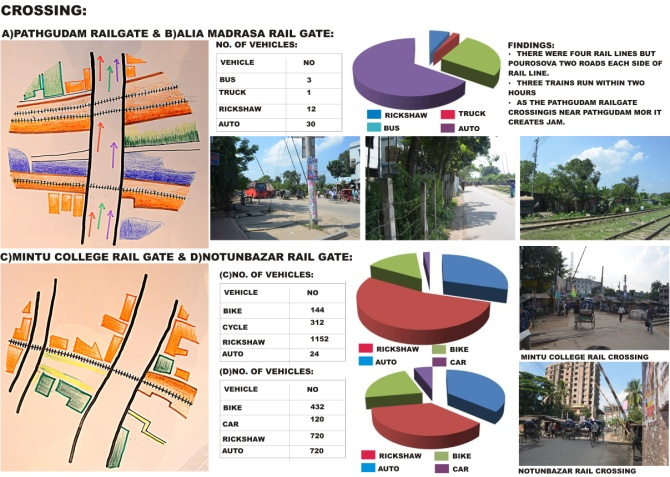 CROSSING:
A)PATHGUDAM RAILGATE & B)ALIA MADRASA RAIL GATE:
NO. OF VEHICLES:
VEHICLE NO
BUS 3
TRUCK 1
RICKSHAW 12
AUTO 30
RICKSHAW TRUCK
BUS AUTO
FINDINGS:
• THERE WERE FOUR RAIL LINES BUT
POUROSOVA TWO ROADS EACH SIDE OF
RAIL LINE.
• THREE TRAINS RUN WITHIN TWO
HOURS
• AS THE PATHGUDAM RAILGATE
CROSSINGIS NEAR PATHGUDAM MOR IT
CREATES JAM.
C)MINTU COLLEGE RAIL GATE & D)NOTUNBAZAR RAIL GATE:
(C)NO. OF VEHICLES:
VEHICLE NO
BIKE 144
CYCLE 312
RICKSHAW 1152
AUTO 24
RICKSHAW BIKE
AUTO CAR
MINTU COLLEGE RAIL CROSSING
(D)NO. OF VEHICLES:
VEHICLE NO
BIKE 432
CAR 120
RICKSHAW 720
AUTO 720
RICKSHAW BIKE
AUTO CAR
NOTUNBAZAR RAIL CROSSING